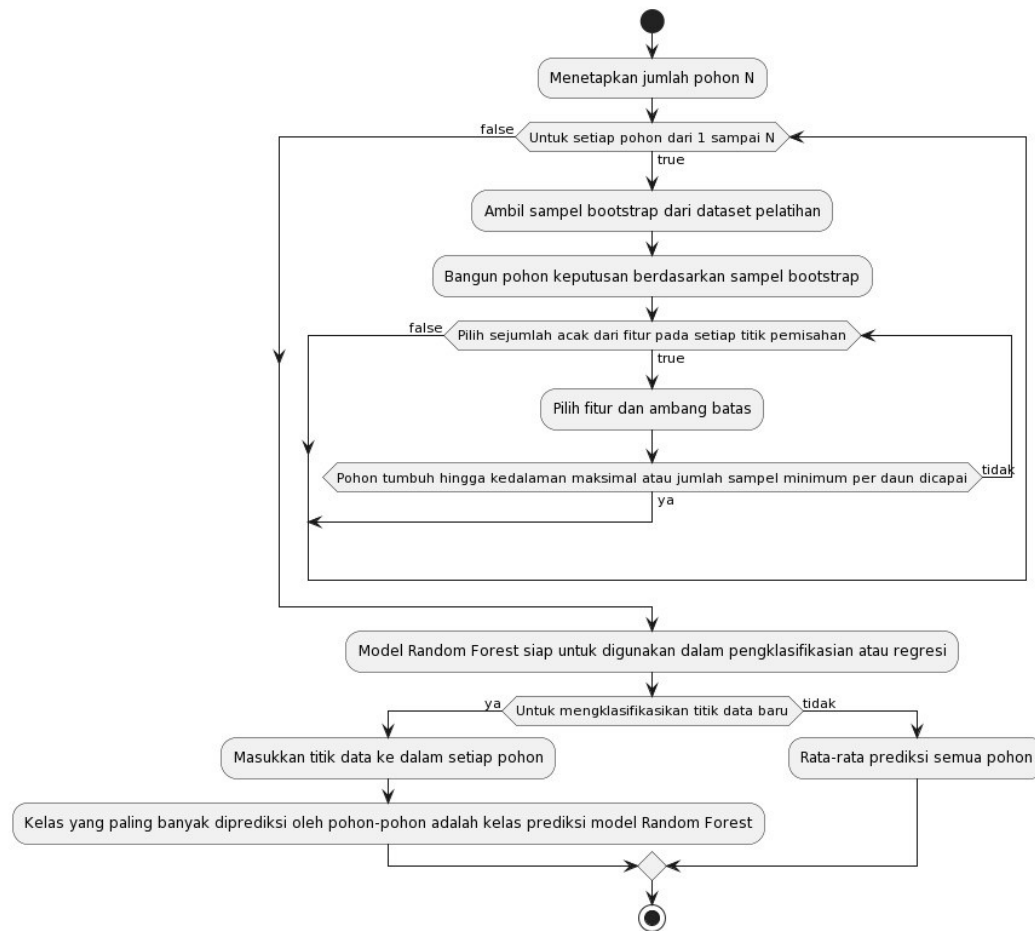 Menetapkan jumlah pohon N
false
Untuk setiap pohon dari 1 sampai N
true
Ambil sampel bootstrap dari dataset pelatihan
Bangun pohon keputusan berdasarkan sampel bootstrap
false
Pilih sejumlah acak dari fitur pada setiap titik pemisahan
true
Pilih fitur dan ambang batas
Pohon tumbuh hingga kedalaman maksimal atau jumlah sampel minimum per daun dicapai
tidak
ya
Model Random Forest siap untuk digunakan dalam pengklasifikasian atau regresi
ya
Untuk mengklasifikasikan titik data baru
tidak
Masukkan titik data ke dalam setiap pohon
Rata-rata prediksi semua pohon
Kelas yang paling banyak diprediksi oleh pohon-pohon adalah kelas prediksi model Random Forest